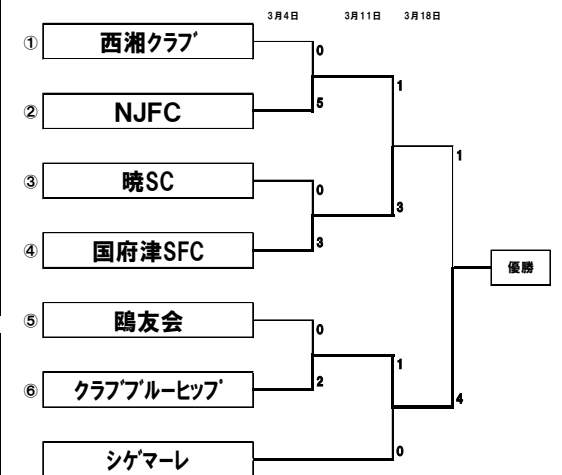 3月4日 3月11日 3月18日
① 西湘クラブ
0
② NJFC
5
1
③ 暁SC
0
④ 国府津SFC
3
3
1
優勝
⑤ 鴎友会
0
⑥ クラブブルーヒップ
2
1
4
シゲマーレ
0